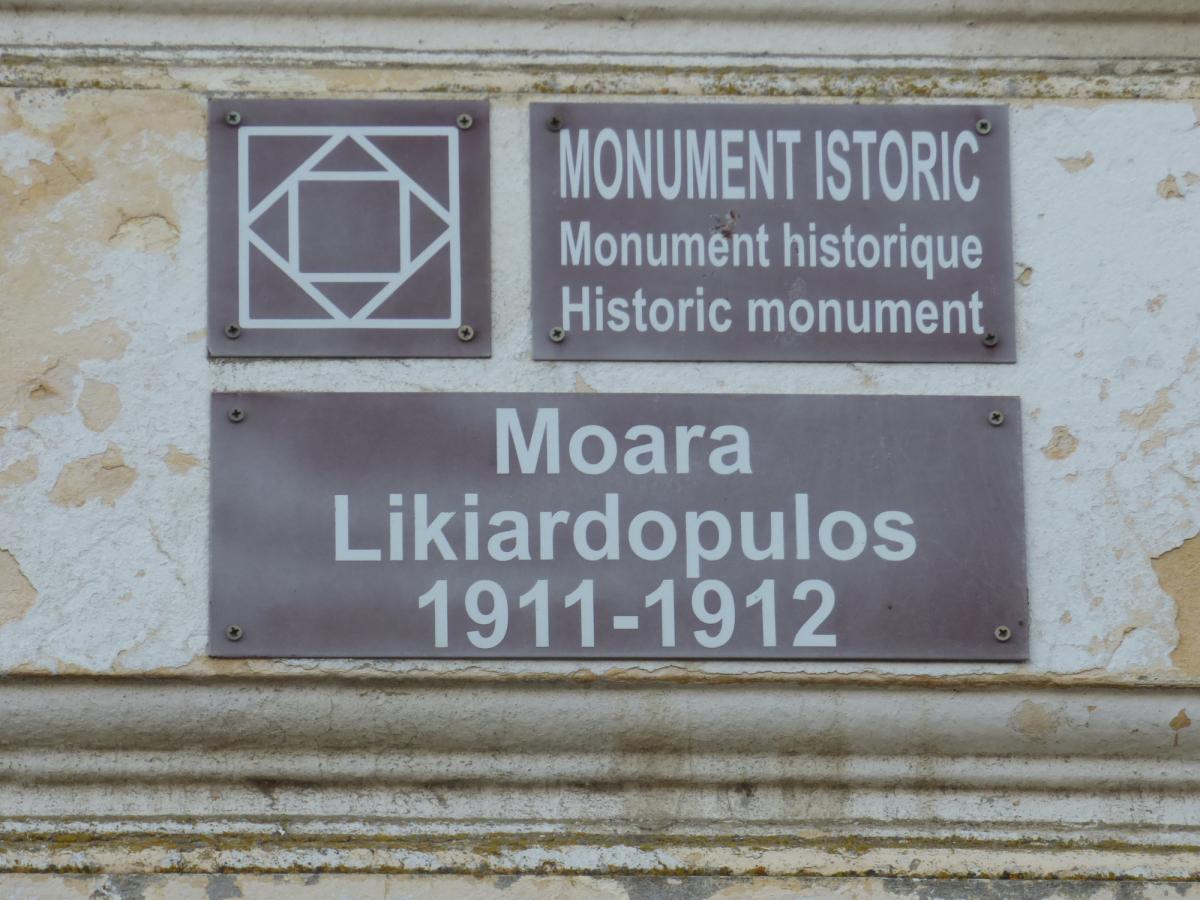 MONUMENT ISTORIC
Monument historique
Historic monument
Moara
Likiardopulos
1911-1912